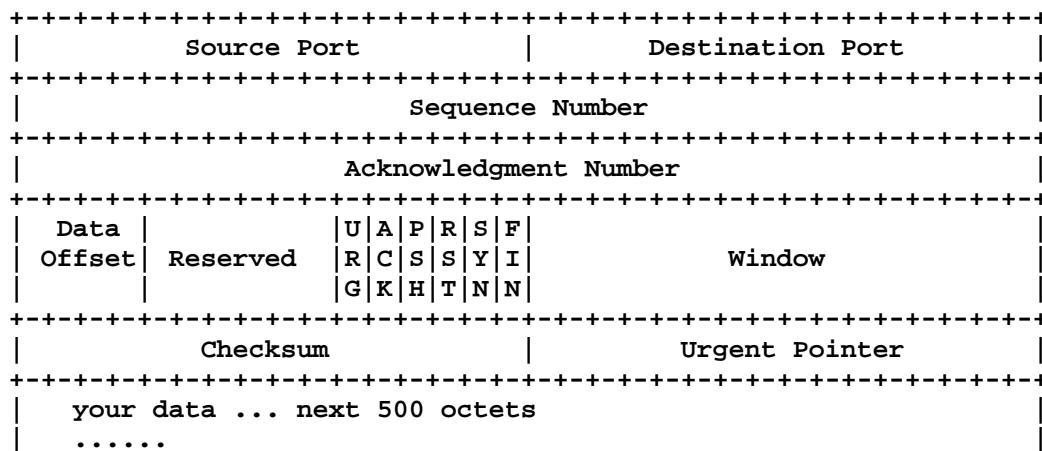 Source Port | Destination Port
Sequence Number
Acknowledgment Number
Data |U|A|P|R|S|F|
Offset| Reserved |R|C|S|S|Y|I| Window
|G|K|H|T|N|N|
Checksum | Urgent Pointer
your data ... next 500 octets
......